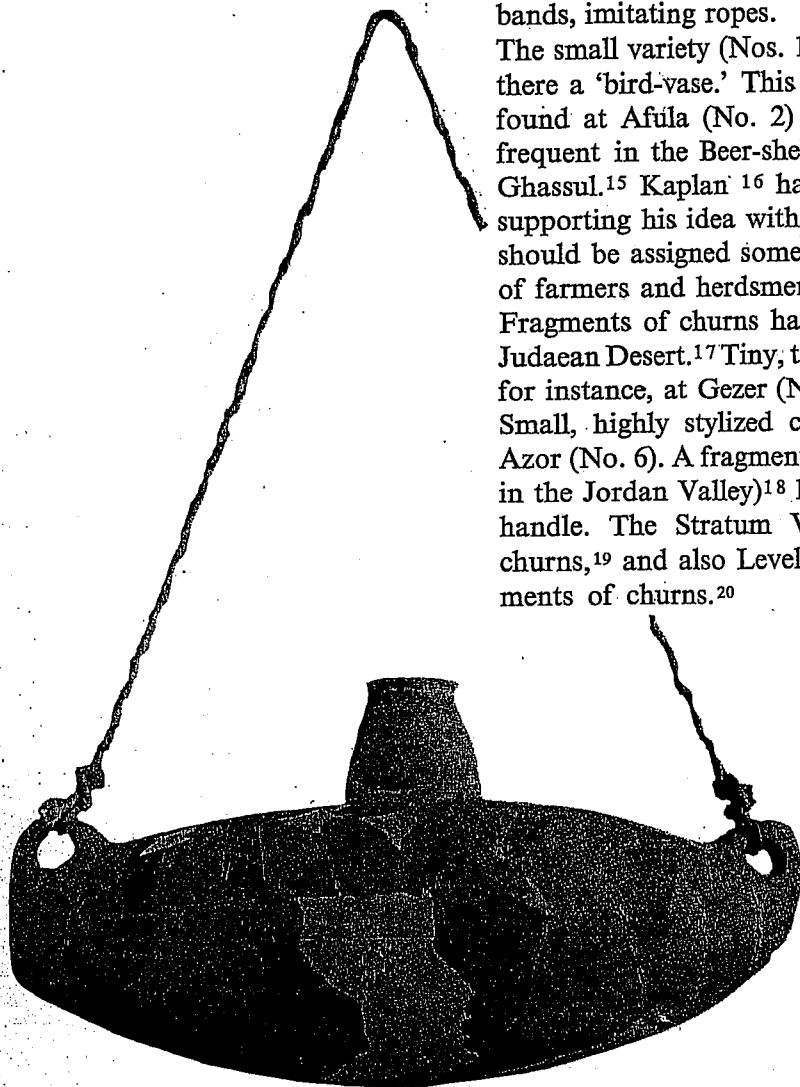 bands, imitating ropes.
The small variety (Nos. 1
there a ‘bird-vase.’ This
found at Afula (No. 2)
frequent in the Beer-she
Ghassul.¹⁵ Kaplan ¹⁶ ha
supporting his idea with
should be assigned some
of farmers and herdsmen
Fragments of churns ha
Judaean Desert.¹⁷ Tiny, t
for instance, at Gezer (N
Small, highly stylized c
Azor (No. 6). A fragmen
in the Jordan Valley)¹⁸
handle. The Stratum V
churns,¹⁹ and also Level
ments of churns.²⁰